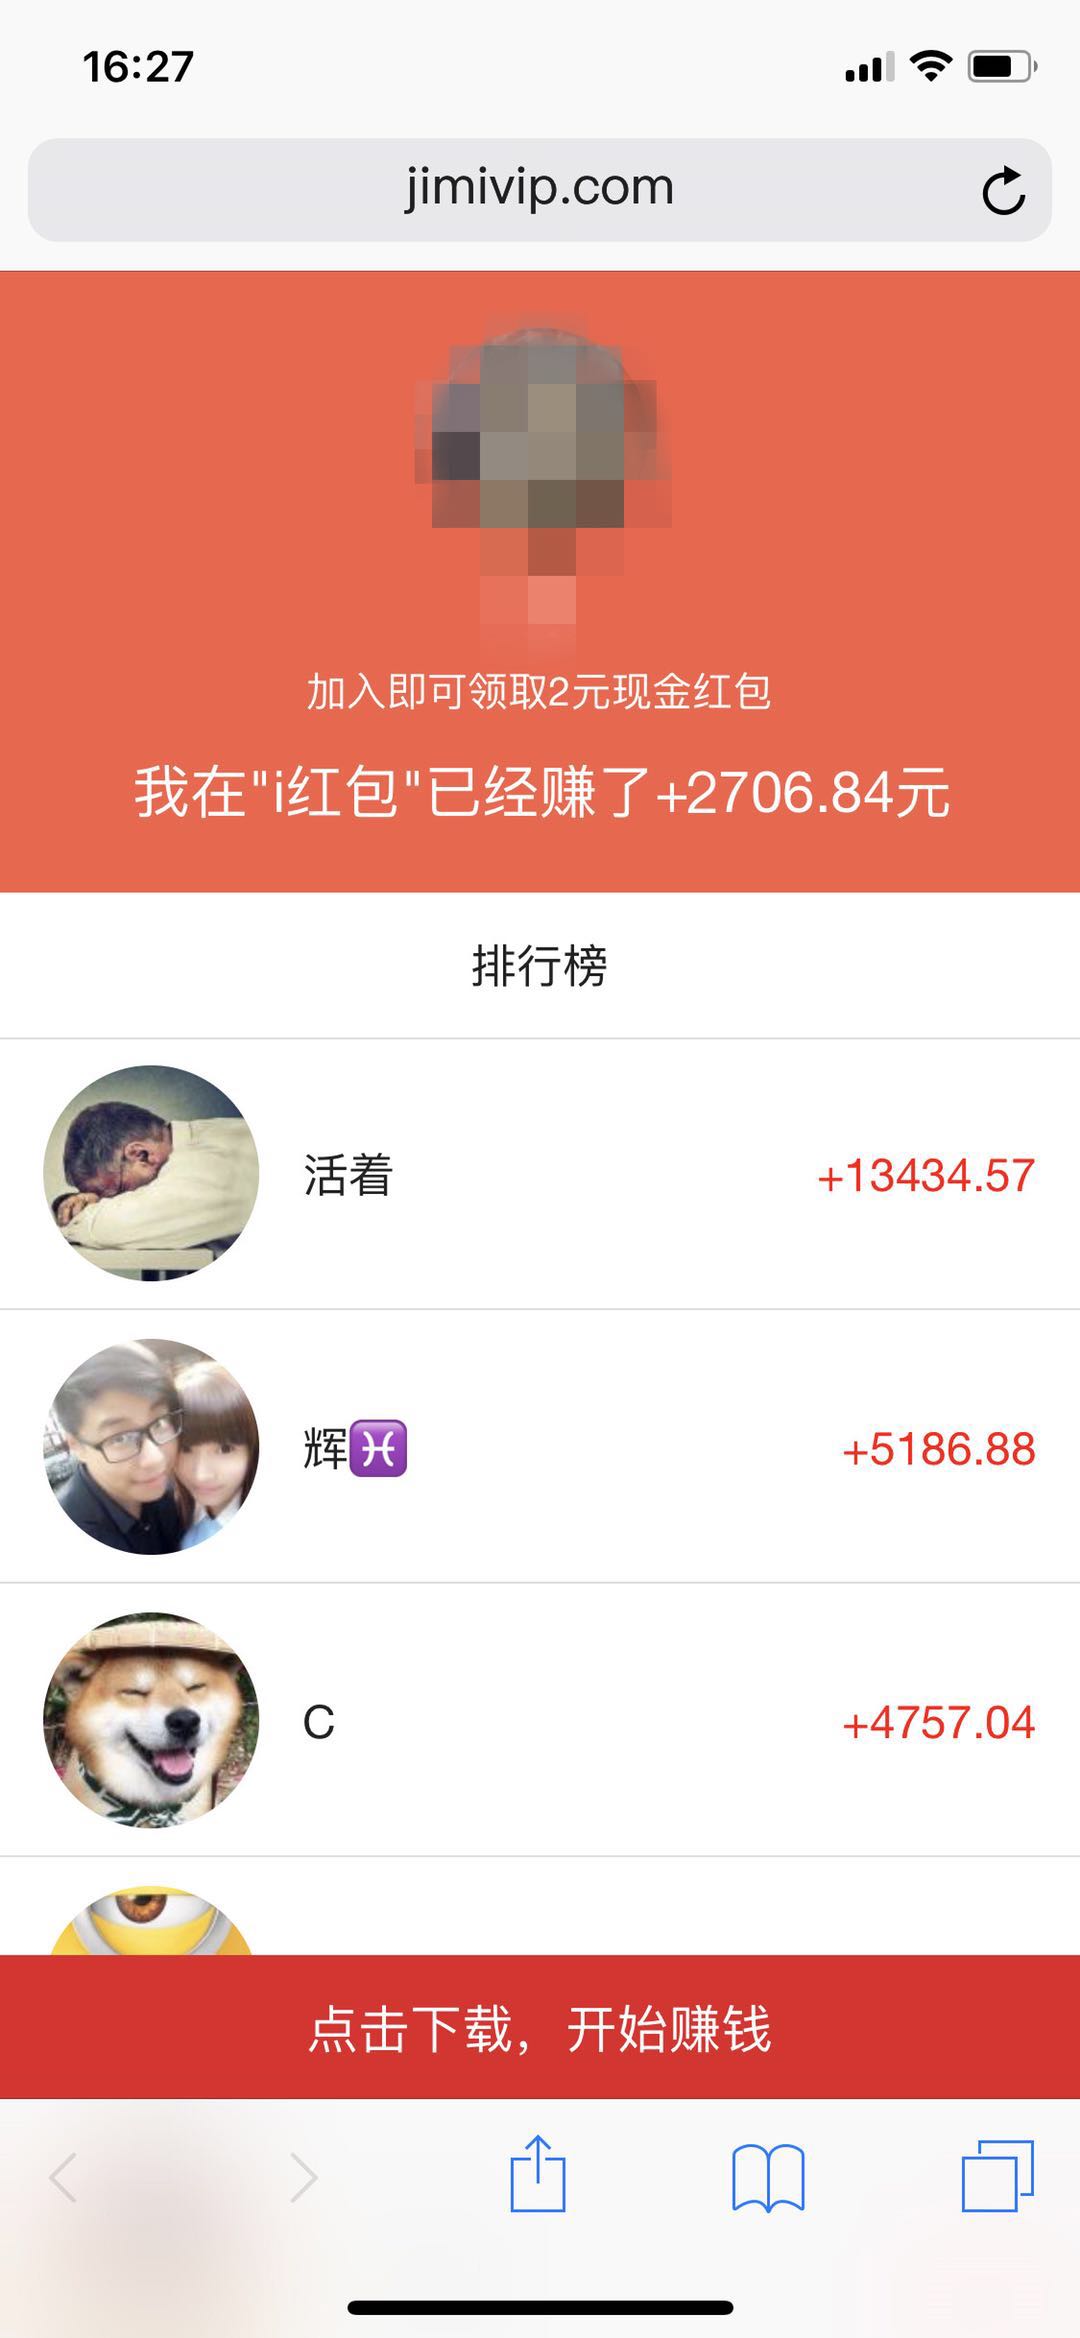 16:27
jimivip.com
加入即可领取2元现金红包
我在"i红包"已经赚了+2706.84元
排行榜
活着 +13434.57
辉♓ +5186.88
C +4757.04
点击下载，开始赚钱